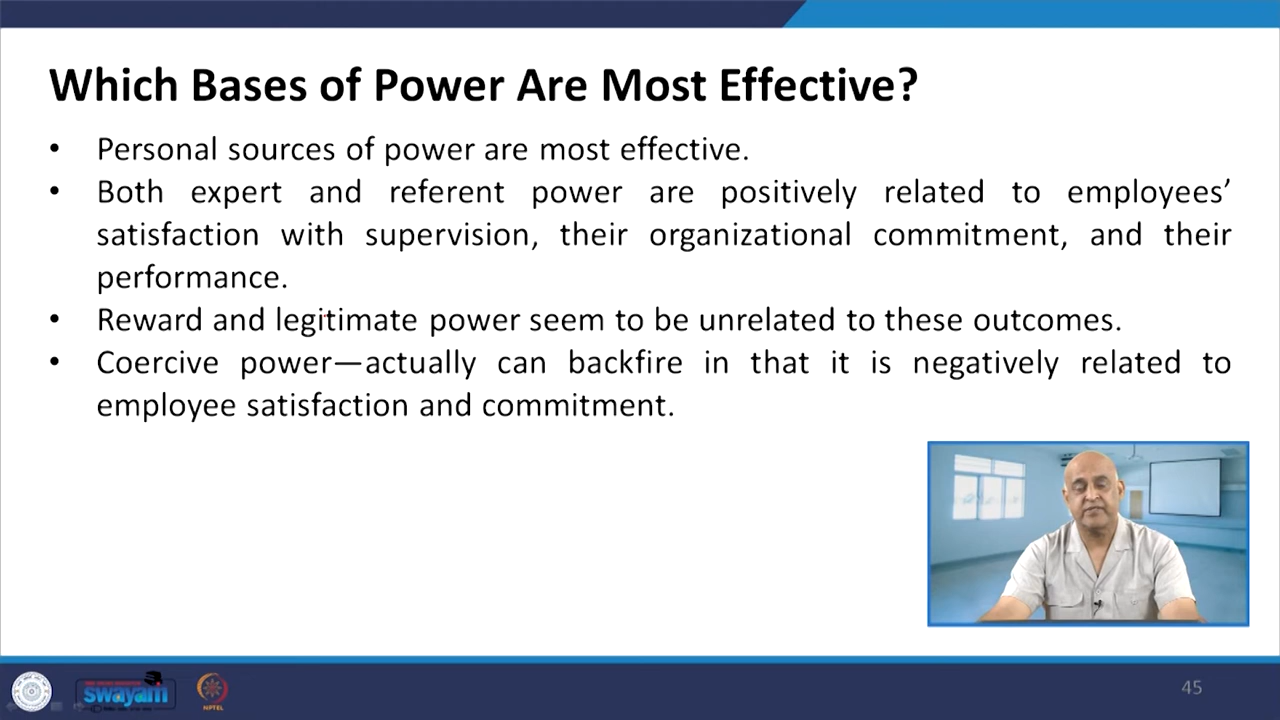 Which Bases of Power Are Most Effective?
• Personal sources of power are most effective.
• Both expert and referent power are positively related to employees’
satisfaction with supervision, their organizational commitment, and their
performance.
• Reward and legitimate power seem to be unrelated to these outcomes.
• Coercive power—actually can backfire in that it is negatively related to
employee satisfaction and commitment.
swayam
NPTEL
45